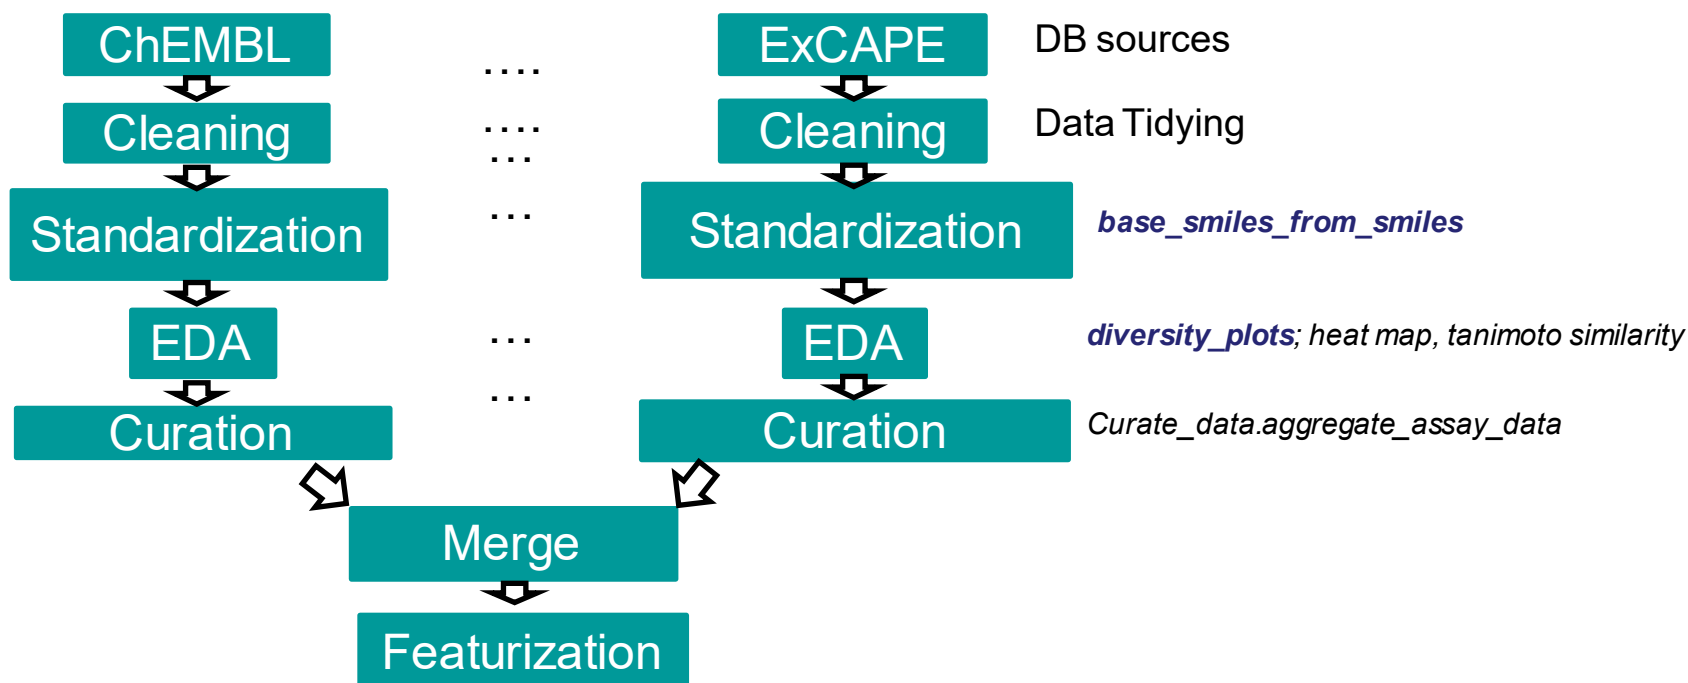 ChEMBL
....
ExCAPE
DB sources
Cleaning
....
...
Cleaning
Data Tidying
Standardization
...
Standardization
base_smiles_from_smiles
EDA
...
EDA
diversity_plots; heat map, tanimoto similarity
Curation
...
Curation
Curate_data.aggregate_assay_data
Merge
Featurization